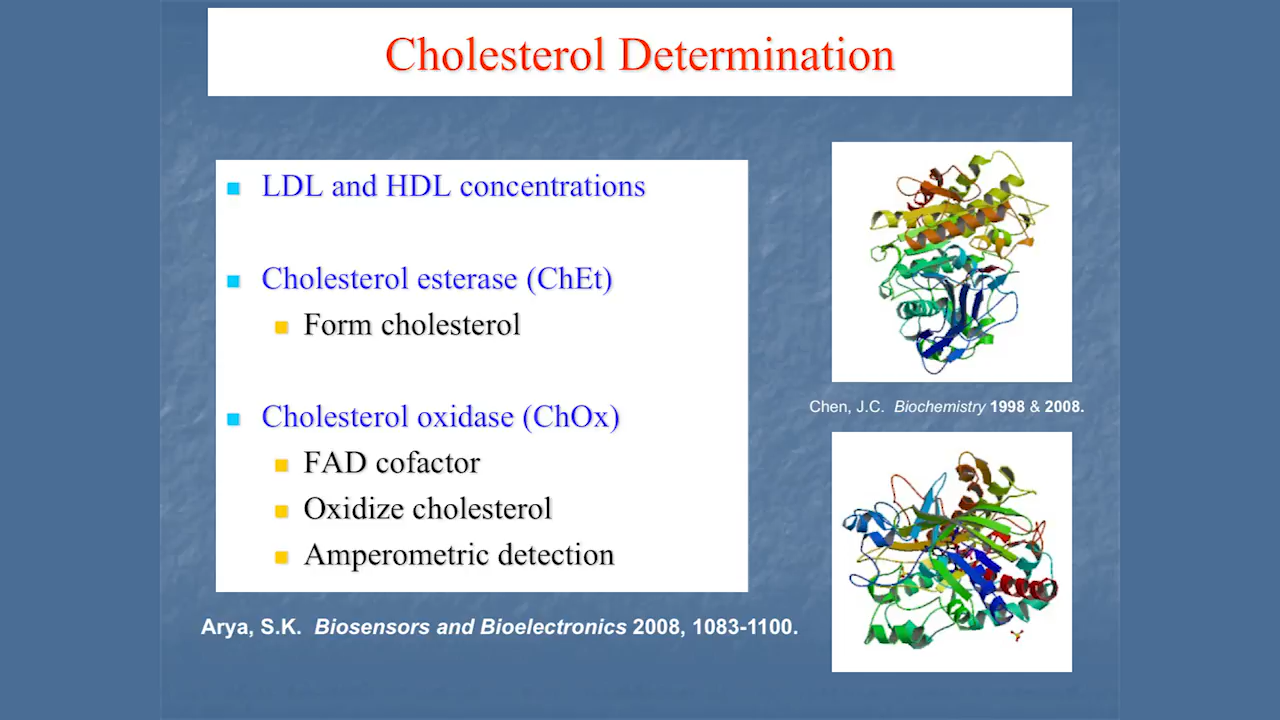 Cholesterol Determination
LDL and HDL concentrations
Cholesterol esterase (ChEt)
Form cholesterol
Cholesterol oxidase (ChOx)
FAD cofactor
Oxidize cholesterol
Amperometric detection
Arya, S.K. Biosensors and Bioelectronics 2008, 1083-1100.
Chen, J.C. Biochemistry 1998 & 2008.